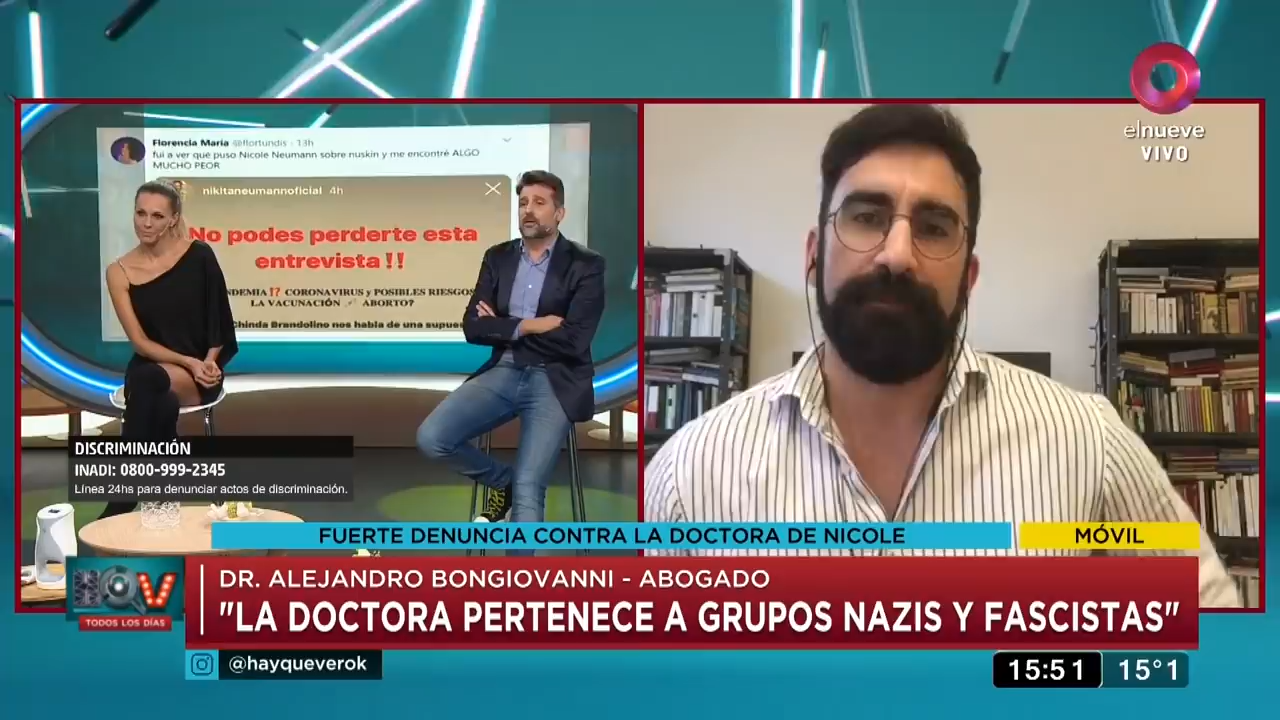 elnueve
VIVO
Florencia María @flortundis · 13h
fui a ver qué puso Nicole Neumann sobre nuskin y me encontré ALGO
MUCHO PEOR
nikitaneumannoficial 4h
No podes perderte esta
entrevista !!
NDEMIA ⁉️ CORONAVIRUS y POSIBLES RIESGOS
LA VACUNACIÓN 💉 ABORTO?
Chinda Brandolino nos habla de una supue
DISCRIMINACIÓN
INADI: 0800-999-2345
Línea 24hs para denunciar actos de discriminación.
FUERTE DENUNCIA CONTRA LA DOCTORA DE NICOLE
MÓVIL
HQV
TODOS LOS DÍAS
DR. ALEJANDRO BONGIOVANNI - ABOGADO
"LA DOCTORA PERTENECE A GRUPOS NAZIS Y FASCISTAS"
@hayqueverok
15:51 15°1